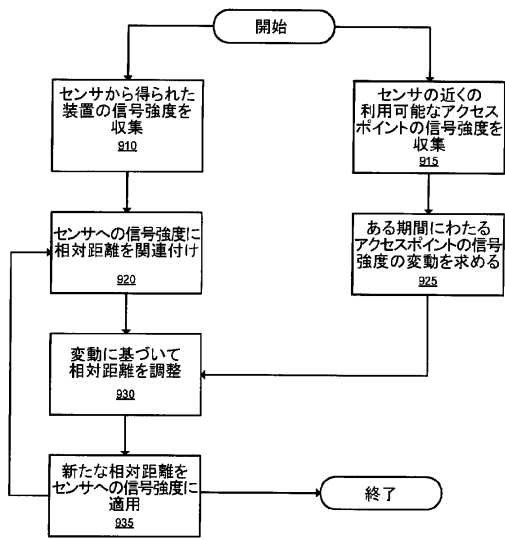 開始
センサから得られた
装置の信号強度を
収集
910
センサの近くの
利用可能なアクセス
ポイントの信号強度を
収集
915
センサへの信号強度に
相対距離を関連付け
920
ある期間にわたる
アクセスポイントの信号
強度の変動を求める
925
変動に基づいて
相対距離を調整
930
新たな相対距離を
センサへの信号強度に
適用
935
終了